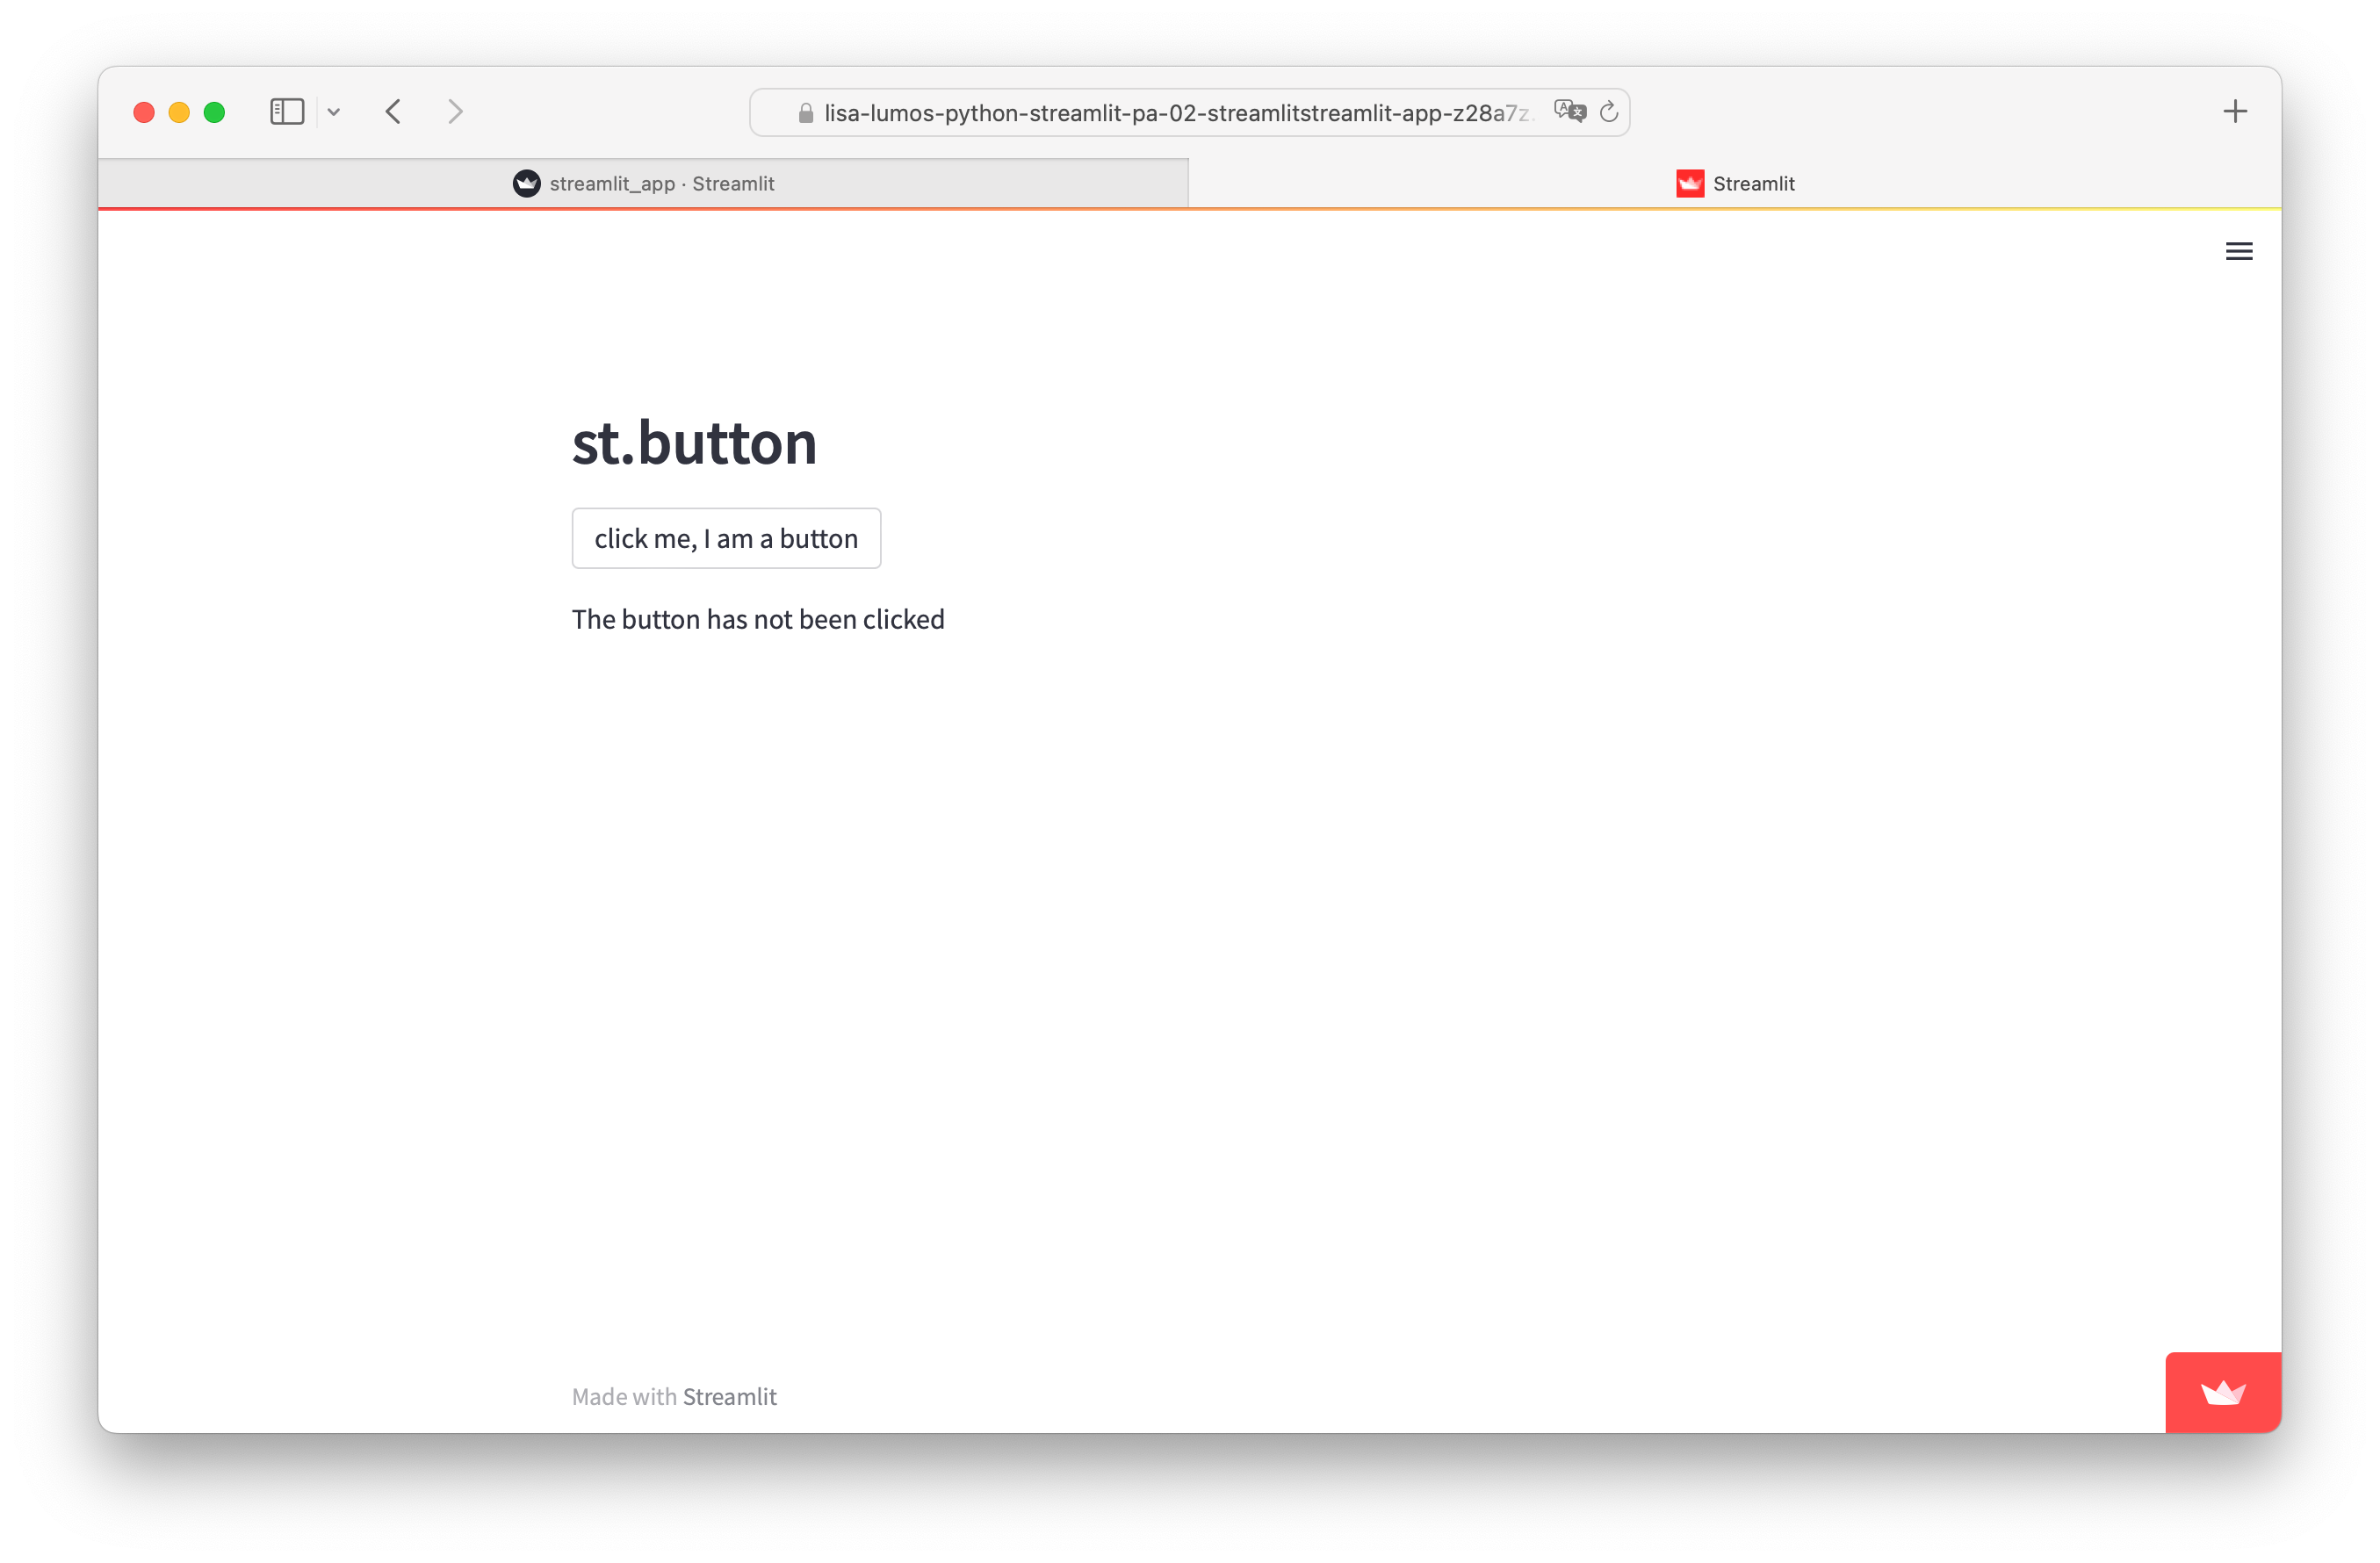 lisa-lumos-python-streamlit-pa-02-streamlitstreamlit-app-z28a7z.
streamlit_app · Streamlit
Streamlit
st.button
click me, I am a button
The button has not been clicked
Made with Streamlit